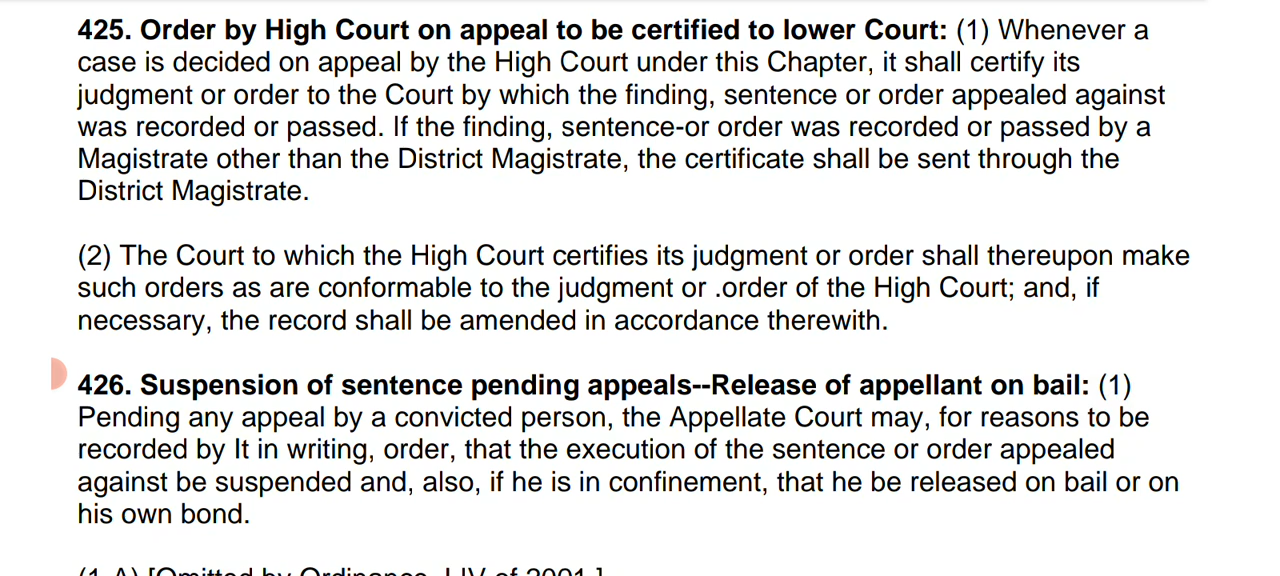 425. Order by High Court on appeal to be certified to lower Court: (1) Whenever a
case is decided on appeal by the High Court under this Chapter, it shall certify its
judgment or order to the Court by which the finding, sentence or order appealed against
was recorded or passed. If the finding, sentence-or order was recorded or passed by a
Magistrate other than the District Magistrate, the certificate shall be sent through the
District Magistrate.
(2) The Court to which the High Court certifies its judgment or order shall thereupon make
such orders as are conformable to the judgment or .order of the High Court; and, if
necessary, the record shall be amended in accordance therewith.
426. Suspension of sentence pending appeals--Release of appellant on bail: (1)
Pending any appeal by a convicted person, the Appellate Court may, for reasons to be
recorded by It in writing, order, that the execution of the sentence or order appealed
against be suspended and, also, if he is in confinement, that he be released on bail or on
his own bond.
(1-A) [Omitted by Ordinance, LIV of 2001.]